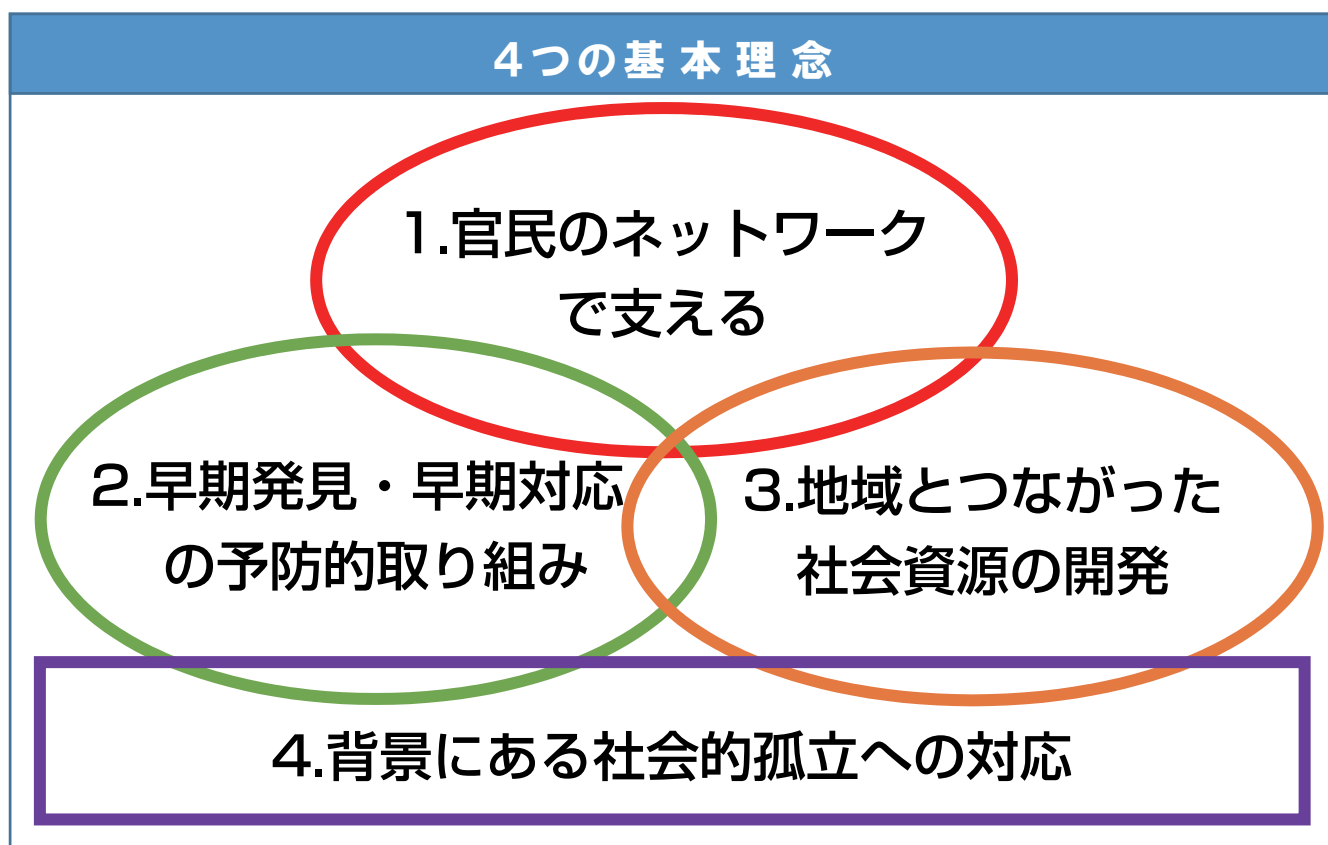 4つの基本理念
1.官民のネットワーク
で支える
2.早期発見・早期対応
の予防的取り組み
3.地域とつながった
社会資源の開発
4.背景にある社会的孤立への対応